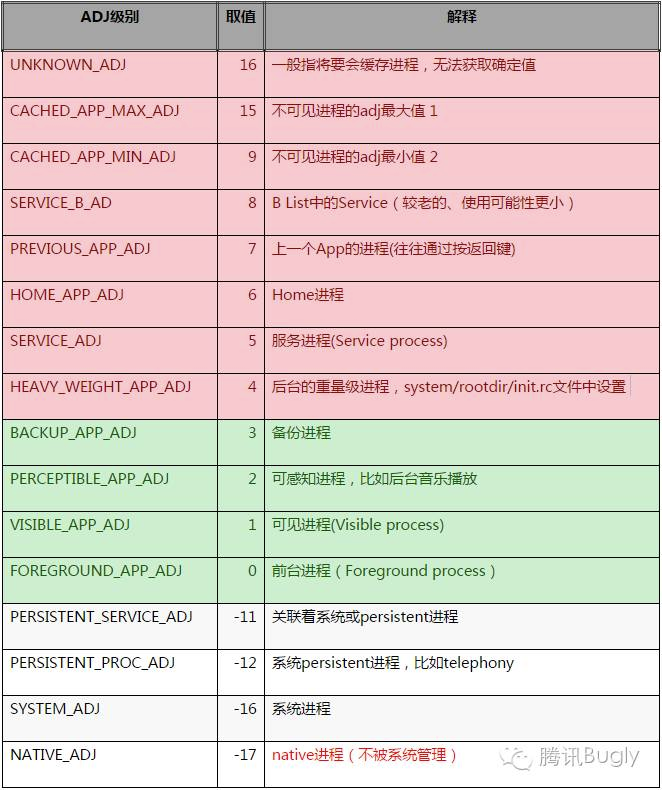 ADJ级别 取值 解释
UNKNOWN_ADJ 16 一般指将要会缓存进程，无法获取确定值
CACHED_APP_MAX_ADJ 15 不可见进程的adj最大值 1
CACHED_APP_MIN_ADJ 9 不可见进程的adj最小值 2
SERVICE_B_AD 8 B List中的Service（较老的、使用可能性更小）
PREVIOUS_APP_ADJ 7 上一个App的进程(往往通过按返回键)
HOME_APP_ADJ 6 Home进程
SERVICE_ADJ 5 服务进程(Service process)
HEAVY_WEIGHT_APP_ADJ 4 后台的重量级进程，system/rootdir/init.rc文件中设置
BACKUP_APP_ADJ 3 备份进程
PERCEPTIBLE_APP_ADJ 2 可感知进程，比如后台音乐播放
VISIBLE_APP_ADJ 1 可见进程(Visible process)
FOREGROUND_APP_ADJ 0 前台进程（Foreground process）
PERSISTENT_SERVICE_ADJ -11 关联着系统或persistent进程
PERSISTENT_PROC_ADJ -12 系统persistent进程，比如telephony
SYSTEM_ADJ -16 系统进程
NATIVE_ADJ -17 native进程（不被系统管理）
腾讯Bugly